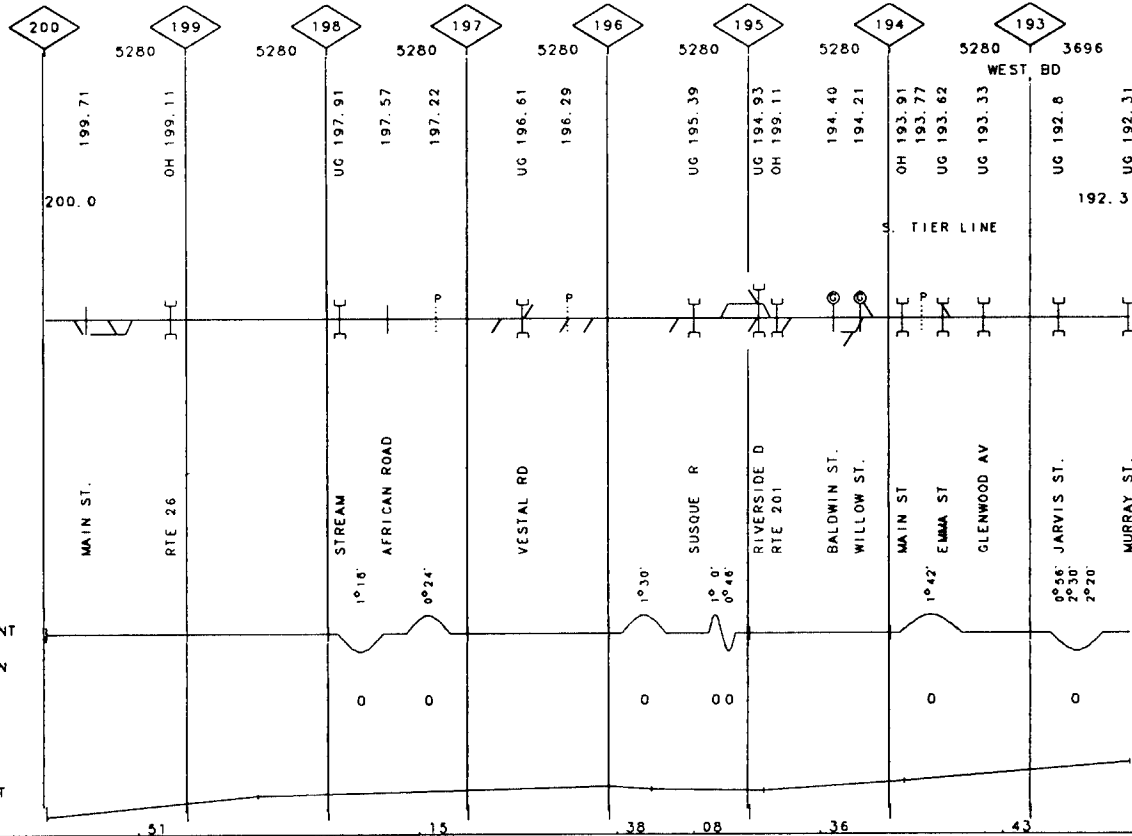 200 199 198 197 196 195 194 193
5280 5280 5280 5280 5280 5280 5280 3696
WEST BD
199.71
OH 199.11
UG 197.91
197.57
197.22
UG 196.61
196.29
UG 195.39
UG 194.93
OH 199.11
194.40
194.21
OH 193.91
193.77
UG 193.62
UG 193.33
UG 192.8
UG 192.31
200.0
192.3
S. TIER LINE
P
P
G
G
P
MAIN ST.
RTE 26
STREAM
AFRICAN ROAD
VESTAL RD
SUSQUE R
RIVERSIDE D
RTE 201
BALDWIN ST.
WILLOW ST.
MAIN ST
EMMA ST
GLENWOOD AV
JARVIS ST.
MURRAY ST.
1°18'
0°24'
1°30'
1°0'
0°46'
1°42'
0°56'
2°30'
2°20'
NT
N
0 0 0 0 0 0 0
T
.51 .15 .38 .08 .36 .43